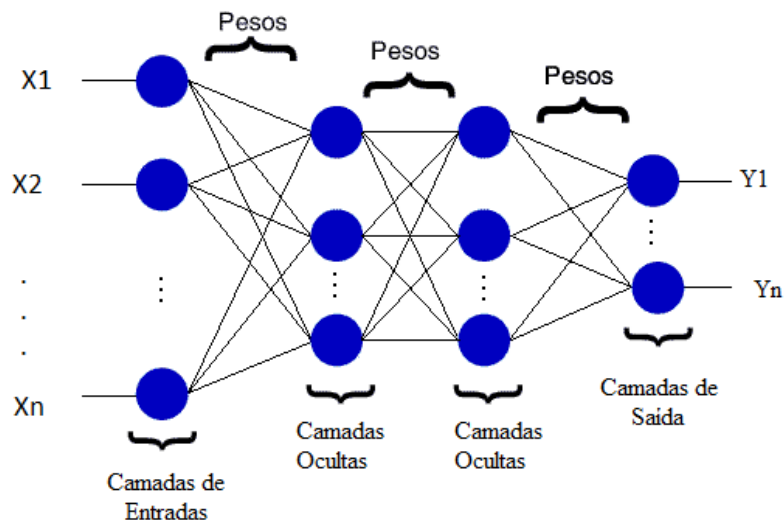 Pesos
Pesos
Pesos
X1
X2
.
.
.
Xn
Y1
Yn
Camadas de
Entradas
Camadas
Ocultas
Camadas
Ocultas
Camadas de
Saída